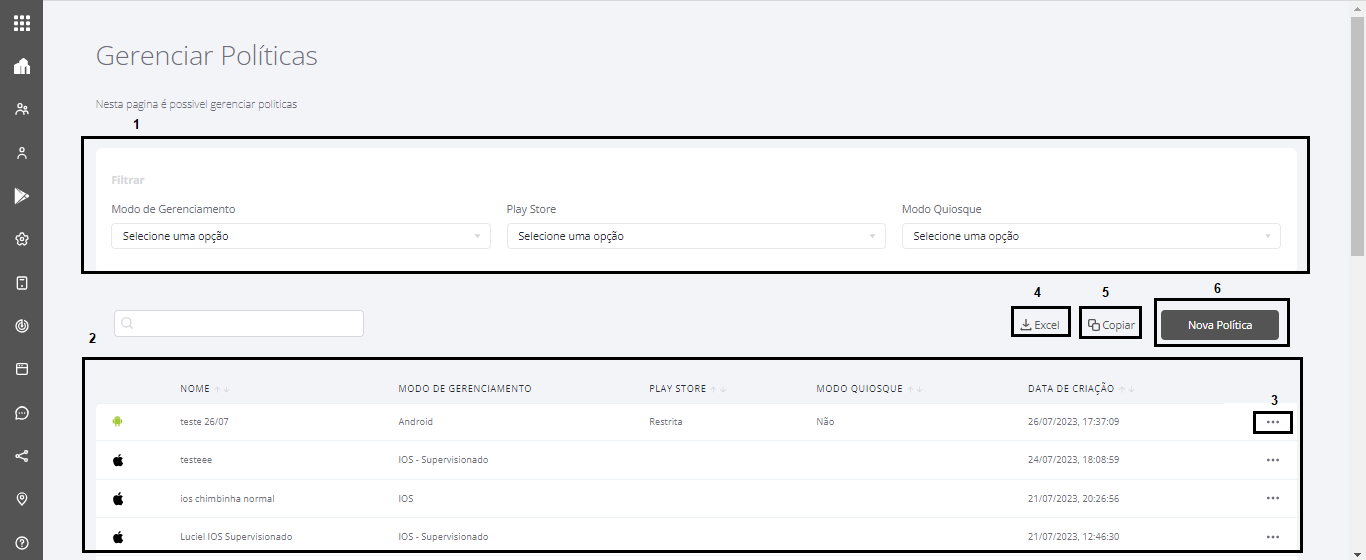 Gerenciar Políticas
Nesta pagina é possivel gerenciar politicas
1
Filtrar
Modo de Gerenciamento Play Store Modo Quiosque
Selecione uma opção Selecione uma opção Selecione uma opção
4 5 6
Excel Copiar Nova Política
2
NOME MODO DE GERENCIAMENTO PLAY STORE MODO QUIOSQUE DATA DE CRIAÇÃO
3
teste 26/07 Android Restrita Não 26/07/2023, 17:37:09
testeee IOS - Supervisionado 24/07/2023, 18:08:59
ios chimbinha normal IOS 21/07/2023, 20:26:56
Luciel IOS Supervisionado IOS - Supervisionado 21/07/2023, 12:46:30